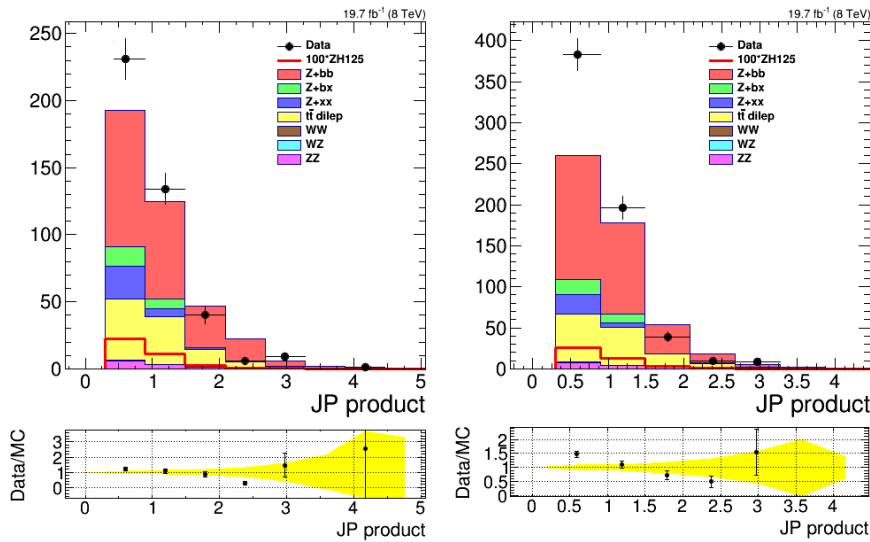 19.7 fb⁻¹ (8 TeV)
250
200
150
100
50
0
Data
100*ZH125
Z+bb
Z+bx
Z+xx
tt̄ dilep
WW
WZ
ZZ
0 1 2 3 4 5
JP product
Data/MC
3
2
1
0
0 1 2 3 4 5
JP product
19.7 fb⁻¹ (8 TeV)
400
350
300
250
200
150
100
50
0
Data
100*ZH125
Z+bb
Z+bx
Z+xx
tt̄ dilep
WW
WZ
ZZ
0 0.5 1 1.5 2 2.5 3 3.5 4
JP product
Data/MC
2
1.5
1
0.5
0
0 0.5 1 1.5 2 2.5 3 3.5 4
JP product